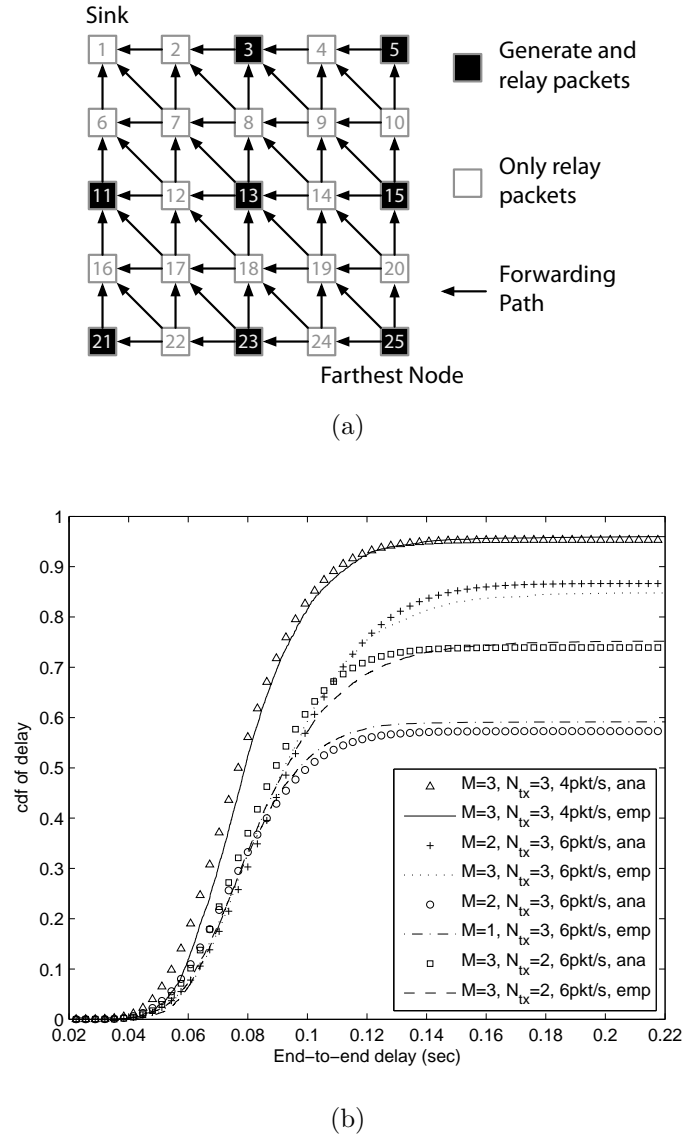 Sink
1 2 3 4 5
6 7 8 9 10
11 12 13 14 15
16 17 18 19 20
21 22 23 24 25
Farthest Node
Generate and
relay packets
Only relay
packets
Forwarding
Path
(a)
1
0.9
0.8
0.7
0.6
0.5
0.4
0.3
0.2
0.1
0
cdf of delay
M=3, N_tx=3, 4pkt/s, ana
M=3, N_tx=3, 4pkt/s, emp
M=2, N_tx=3, 6pkt/s, ana
M=3, N_tx=3, 6pkt/s, emp
M=2, N_tx=3, 6pkt/s, ana
M=1, N_tx=3, 6pkt/s, emp
M=3, N_tx=2, 6pkt/s, ana
M=3, N_tx=2, 6pkt/s, emp
0.02 0.04 0.06 0.08 0.1 0.12 0.14 0.16 0.18 0.20 0.22
End−to−end delay (sec)
(b)